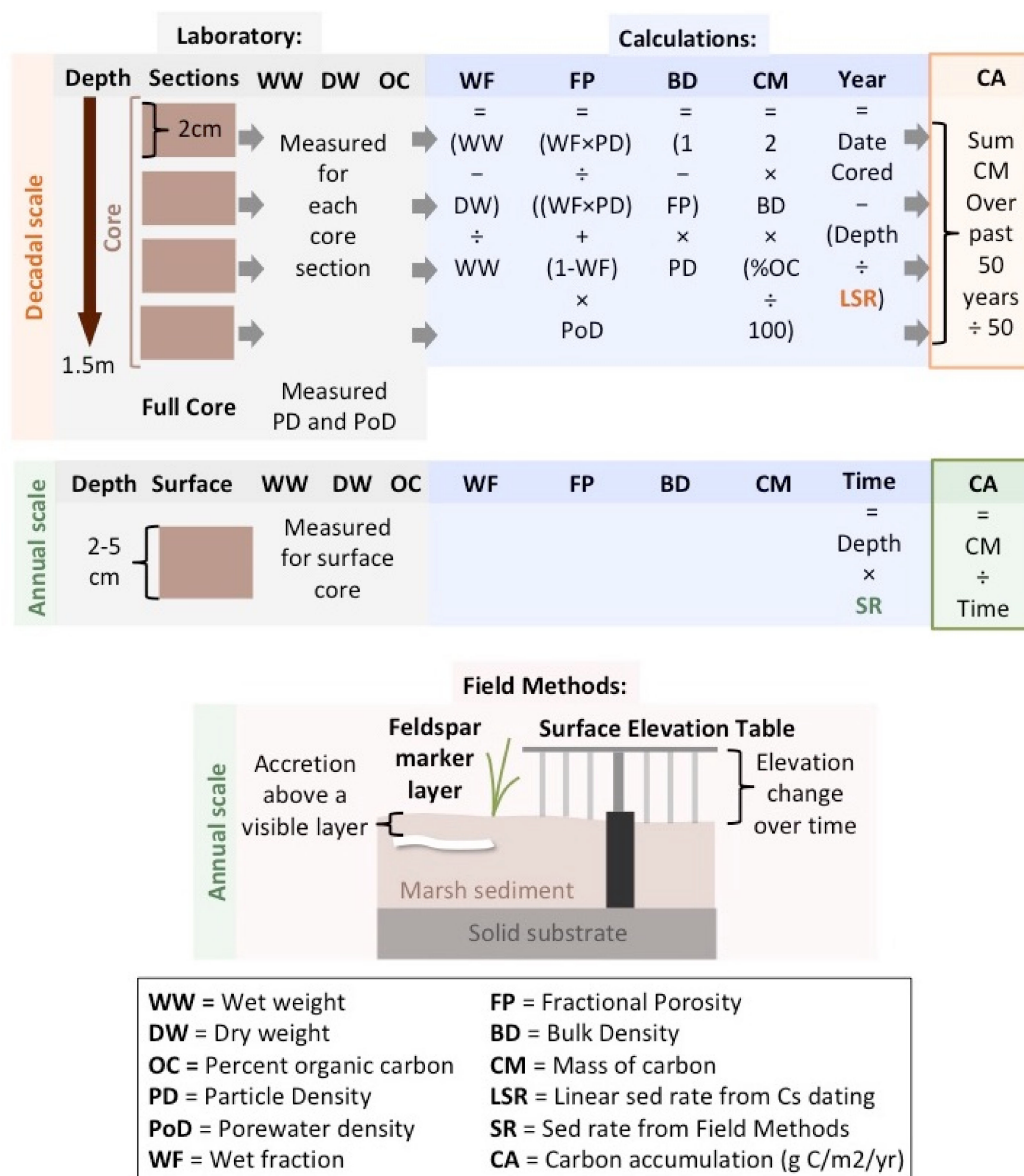 Laboratory:
Calculations:
Depth Sections WW DW OC WF FP BD CM Year CA
Decadal scale
Core
2cm
1.5m
Measured
for
each
core
section
=
(WW
−
DW)
÷
WW
=
(WF×PD)
÷
((WF×PD)
+
(1-WF)
×
PoD
=
(1
−
FP)
×
PD
=
2
×
BD
×
(%OC
÷
100)
=
Date
Cored
−
(Depth
÷
LSR)
Sum
CM
Over
past
50
years
÷ 50
Full Core
Measured
PD and PoD
Annual scale
Depth Surface WW DW OC WF FP BD CM Time CA
2-5
cm
Measured
for surface
core
=
Depth
×
SR
=
CM
÷
Time
Field Methods:
Annual scale
Feldspar
marker
layer
Surface Elevation Table
Accretion
above a
visible layer
Elevation
change
over time
Marsh sediment
Solid substrate
WW = Wet weight
DW = Dry weight
OC = Percent organic carbon
PD = Particle Density
PoD = Porewater density
WF = Wet fraction
FP = Fractional Porosity
BD = Bulk Density
CM = Mass of carbon
LSR = Linear sed rate from Cs dating
SR = Sed rate from Field Methods
CA = Carbon accumulation (g C/m2/yr)